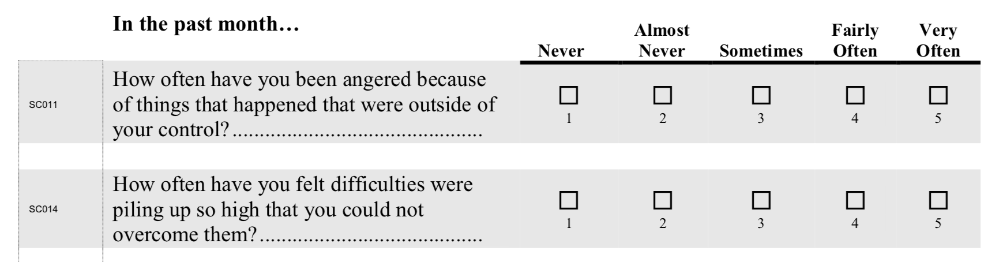 In the past month…
Never Almost Never Sometimes Fairly Often Very Often
SC011 How often have you been angered because
of things that happened that were outside of
your control?..............................................
1 2 3 4 5
SC014 How often have you felt difficulties were
piling up so high that you could not
overcome them?.........................................
1 2 3 4 5